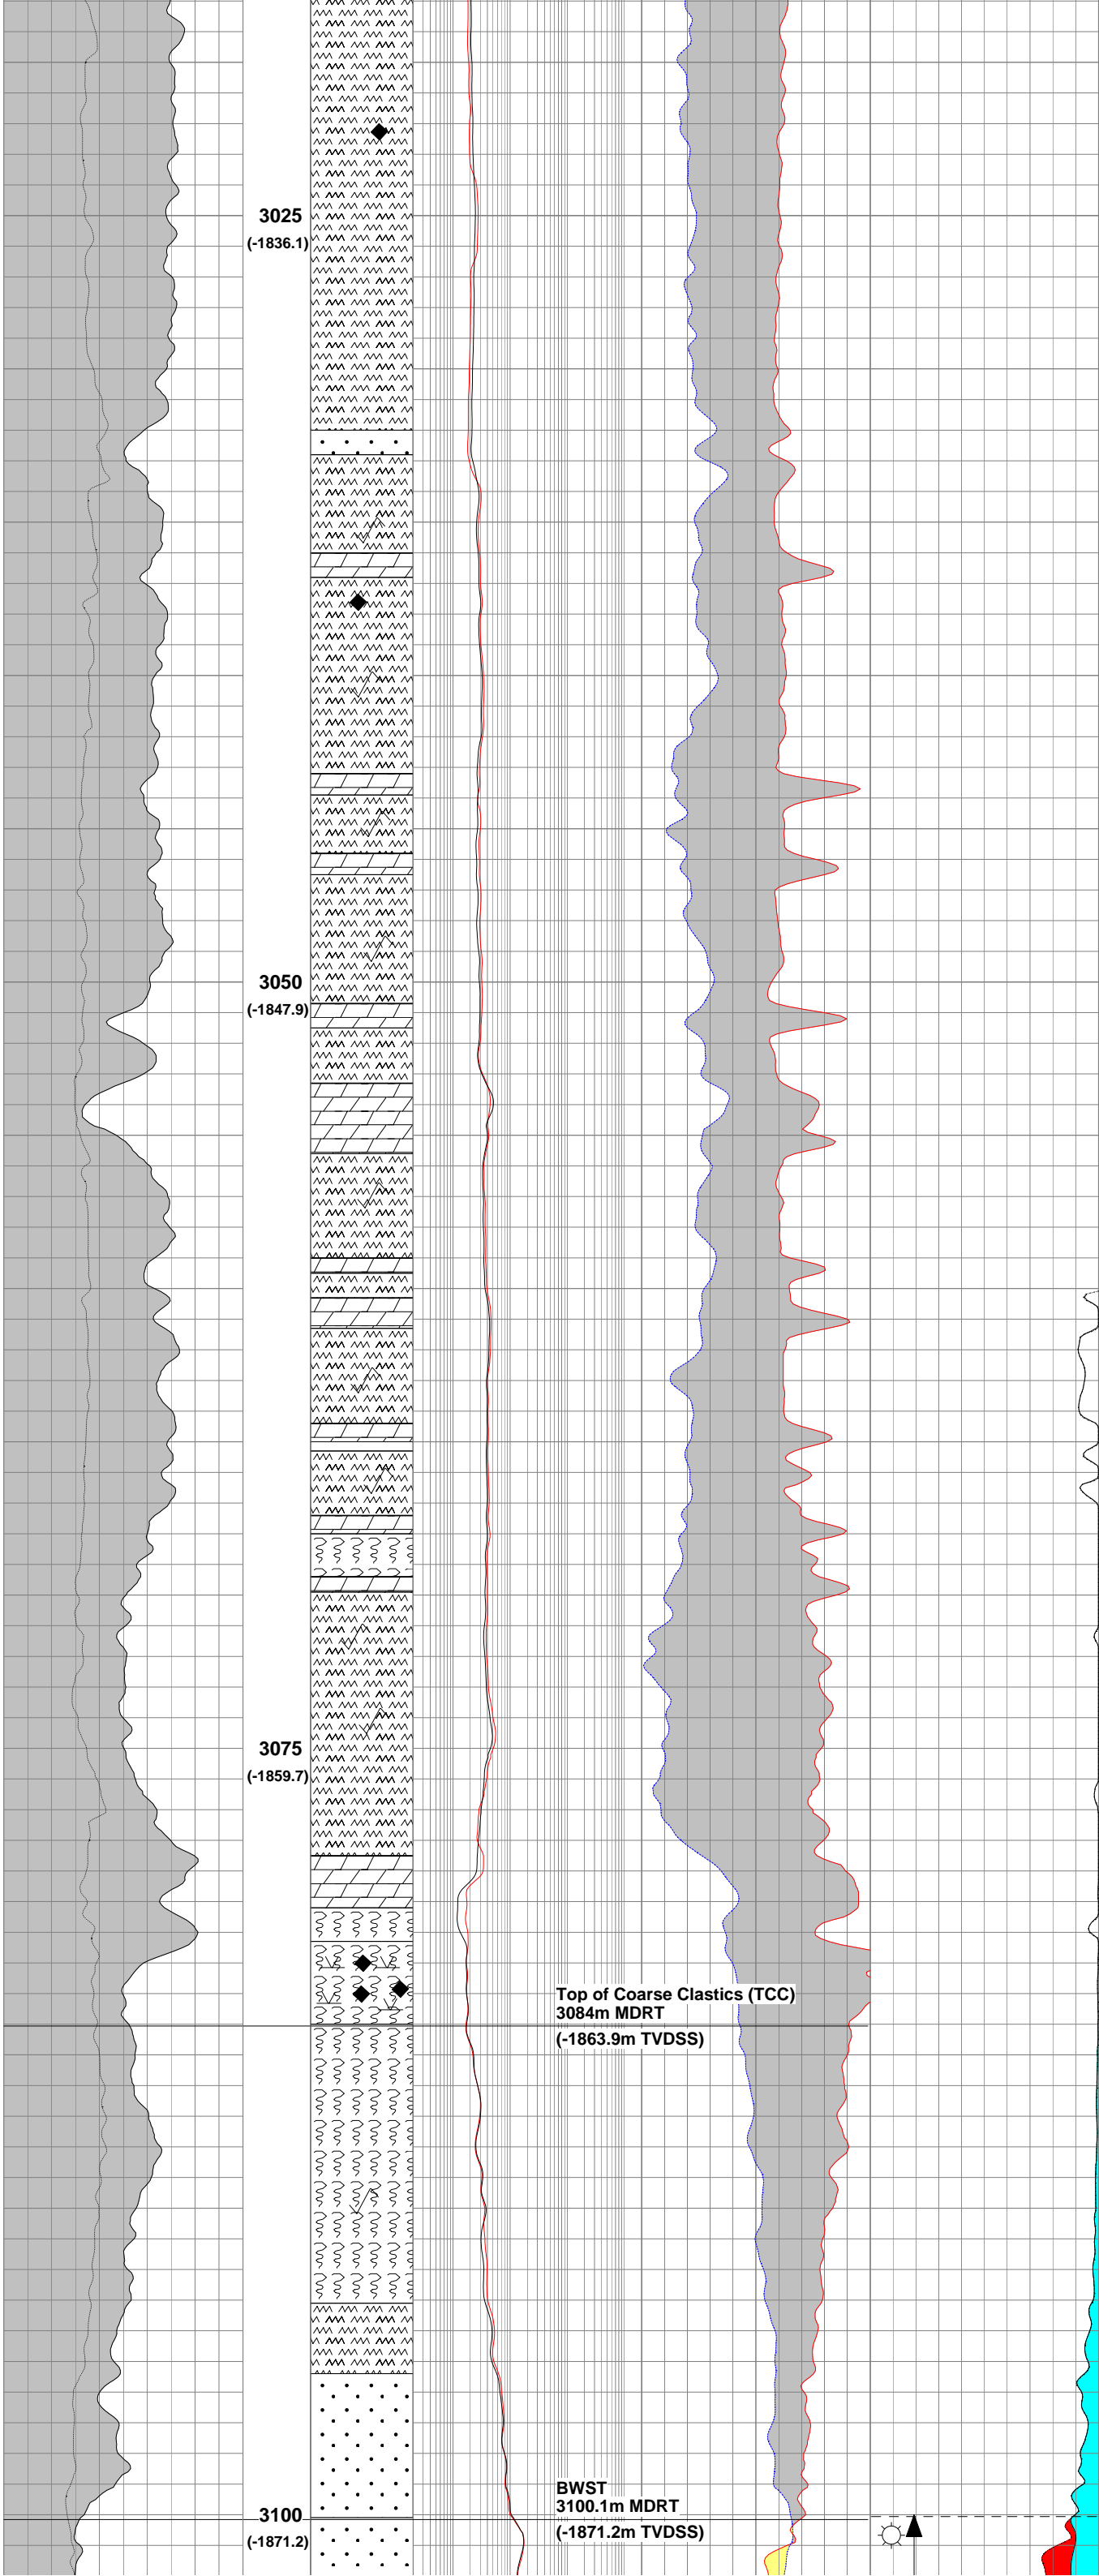 3025
(-1836.1)
3050
(-1847.9)
3075
(-1859.7)
Top of Coarse Clastics (TCC)
3084m MDRT
(-1863.9m TVDSS)
BWST
3100.1m MDRT
(-1871.2m TVDSS)
3100
(-1871.2)